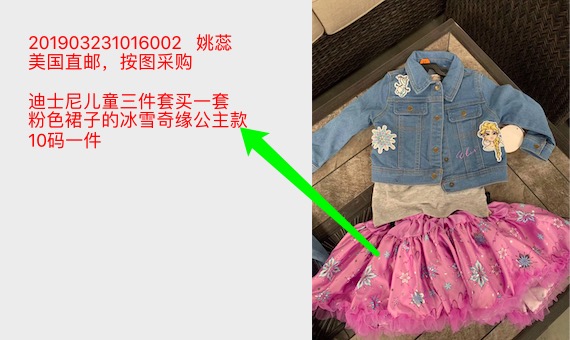 201903231016002 姚蕊
美国直邮，按图采购
迪士尼儿童三件套买一套
粉色裙子的冰雪奇缘公主款
10码一件